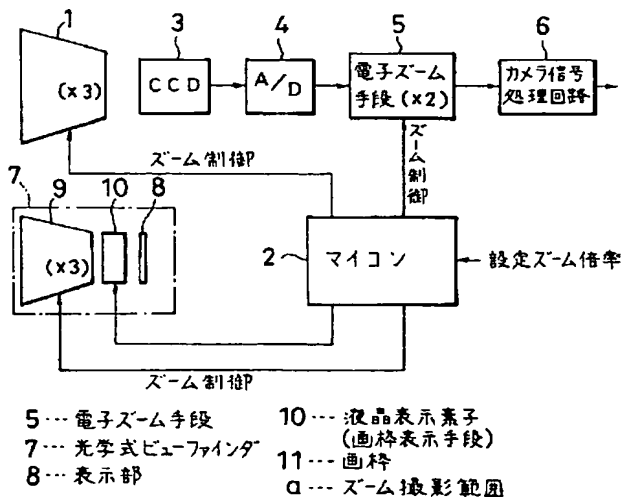 1
3
4
5
6
(×3)
CCD
A/D
電子ズーム
手段(×2)
カメラ信号
処理回路
ズーム制御
ズーム制御
7
9
10
8
(×3)
2
マイコン
設定ズーム倍率
ズーム制御
5…電子ズーム手段
7…光学式ビューファインダ
8…表示部
10…液晶表示素子
(画枠表示手段)
11…画枠
a…ズーム撮影範囲